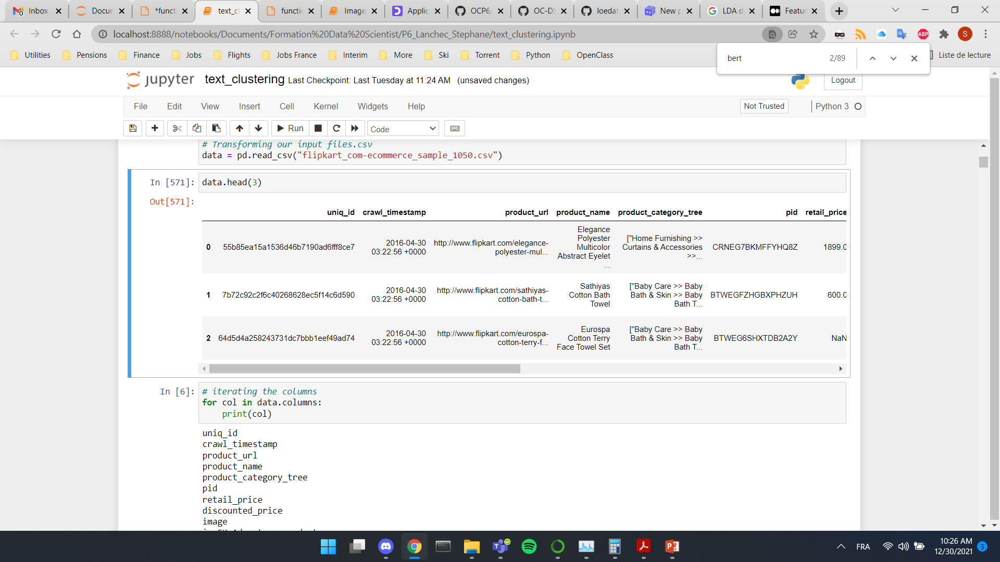 Inbox
Docun
*funct
text_cl
functio
Image
Applic
OCP6/
OC-DS
loedat
New p
LDA d
Featur
localhost:8888/notebooks/Documents/Formation%20Data%20Scientist/P6_Lanchec_Stephane/text_clustering.ipynb
ABP
S
Utilities
Pensions
Finance
Jobs
Flights
Jobs France
Interim
More
Ski
Torrent
Python
OpenClass
Liste de lecture
bert 2/89
jupyter text_clustering Last Checkpoint: Last Tuesday at 11:24 AM (unsaved changes)
Logout
File Edit View Insert Cell Kernel Widgets Help
Not Trusted
Python 3
Run
Code
# Transforming our input files.csv
data = pd.read_csv("flipkart_com-ecommerce_sample_1050.csv")
In [571]: data.head(3)
Out[571]:
uniq_id crawl_timestamp product_url product_name product_category_tree pid retail_price
0 55b85ea15a1536d46b7190ad6fff8ce7 2016-04-30 03:22:56 +0000 http://www.flipkart.com/elegance-polyester-mul... Elegance Polyester Multicolor Abstract Eyelet ... ["Home Furnishing >> Curtains & Accessories >>... CRNEG7BKMFFYHQ8Z 1899.0
1 7b72c92c2f6c40268628ec5f14c6d590 2016-04-30 03:22:56 +0000 http://www.flipkart.com/sathiyas-cotton-bath-t... Sathiyas Cotton Bath Towel ["Baby Care >> Baby Bath & Skin >> Baby Bath T... BTWEGFZHGBXPHZUH 600.0
2 64d5d4a258243731dc7bbb1eef49ad74 2016-04-30 03:22:56 +0000 http://www.flipkart.com/eurospa-cotton-terry-f... Eurospa Cotton Terry Face Towel Set ["Baby Care >> Baby Bath & Skin >> Baby Bath T... BTWEG6SHXTDB2A2Y NaN
In [6]: # iterating the columns
for col in data.columns:
print(col)
uniq_id
crawl_timestamp
product_url
product_name
product_category_tree
pid
retail_price
discounted_price
image
FRA
10:26 AM
12/30/2021
3